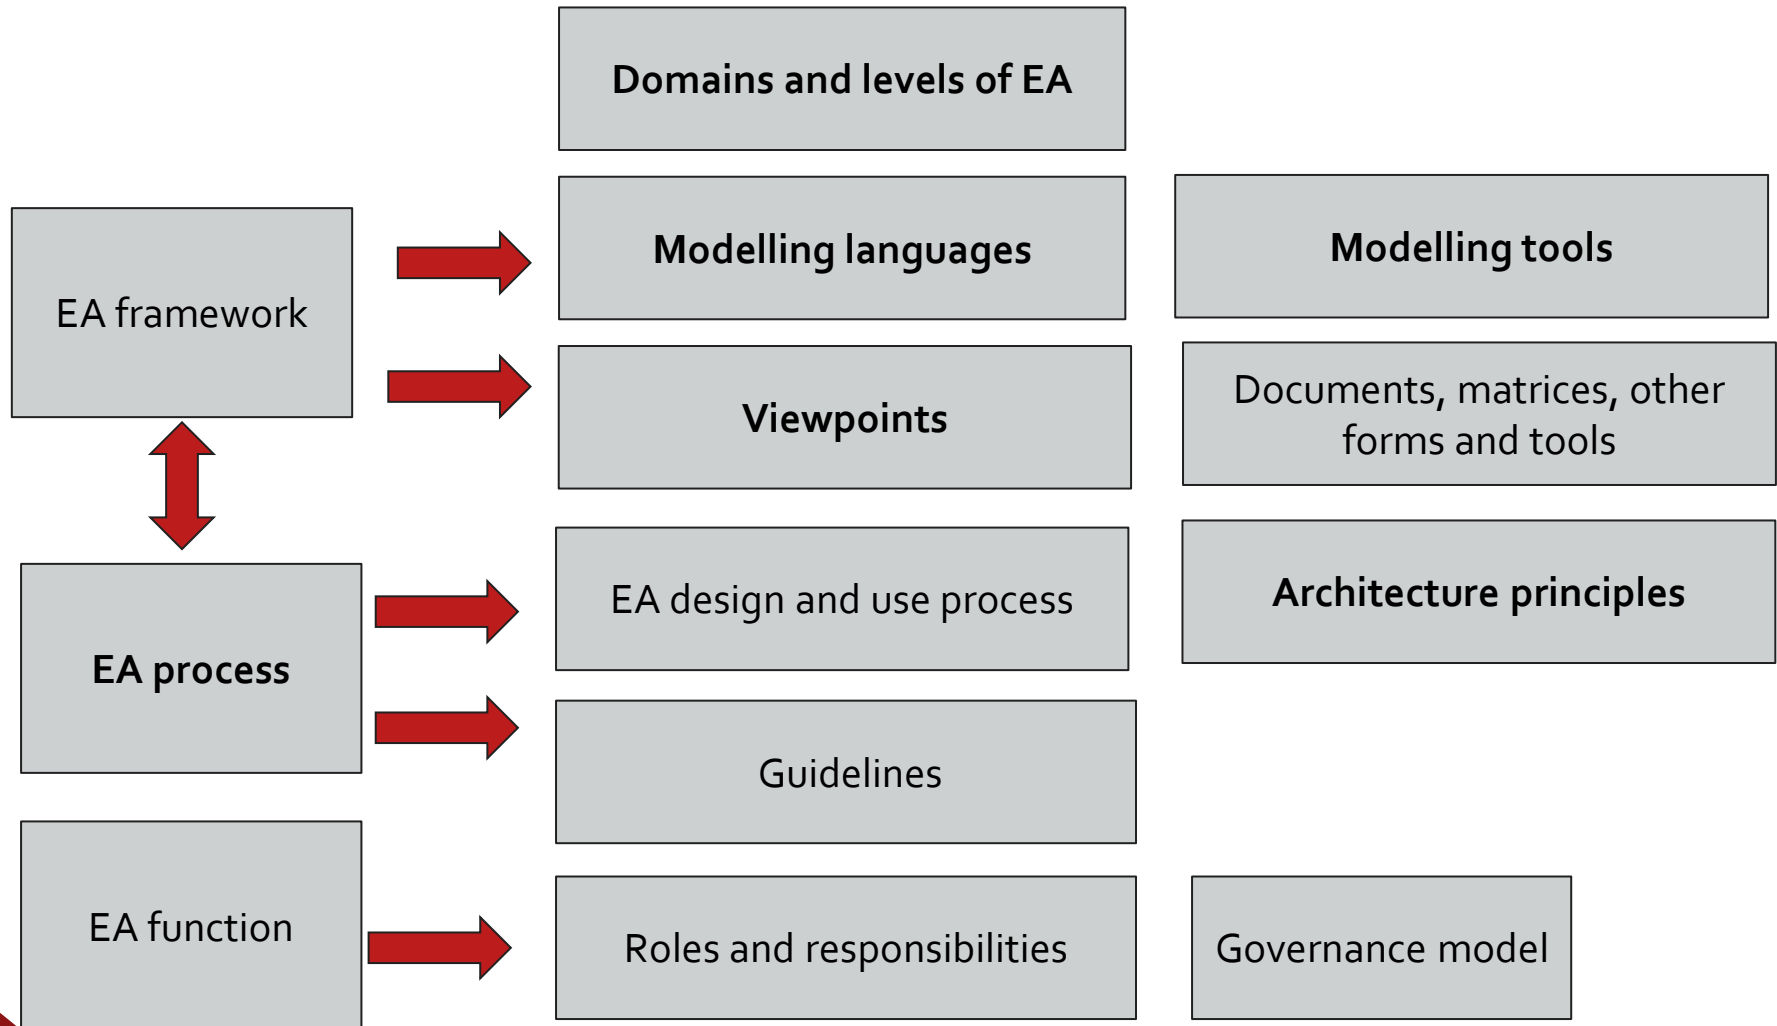 Domains and levels of EA
Modelling languages
Modelling tools
EA framework
Viewpoints
Documents, matrices, other
forms and tools
EA design and use process
Architecture principles
EA process
Guidelines
EA function
Roles and responsibilities
Governance model